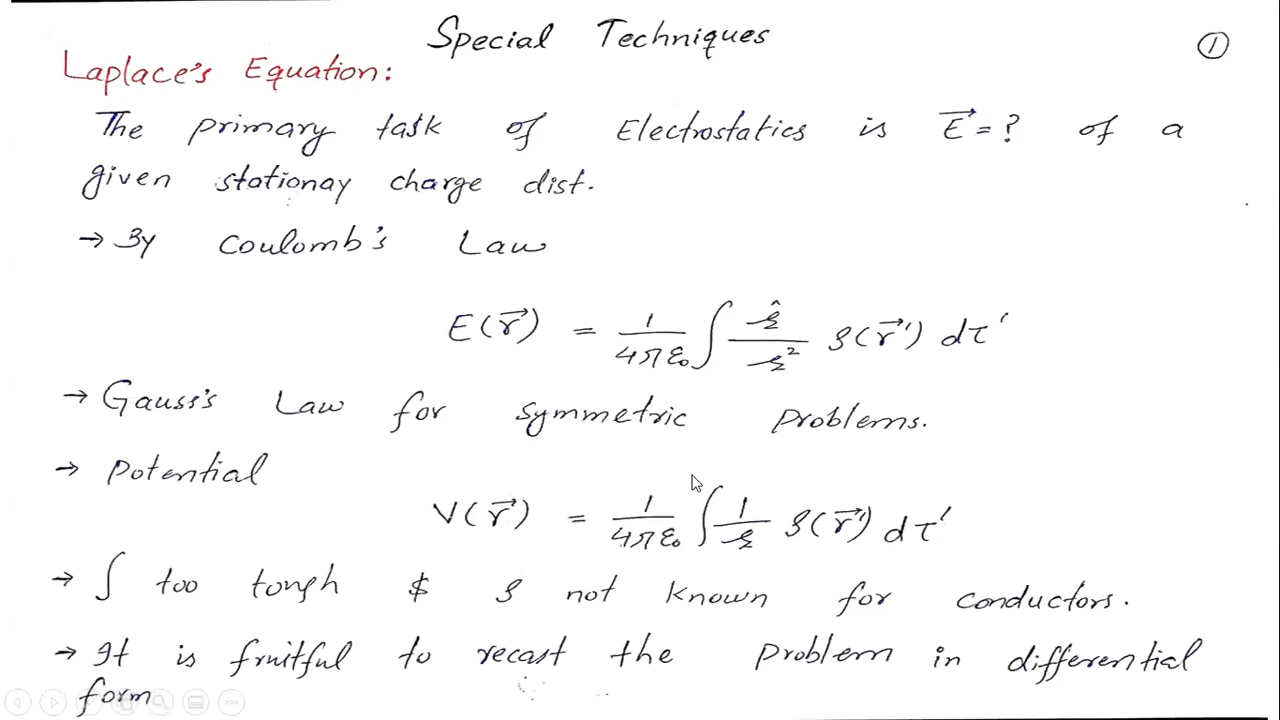 Special Techniques
①
Laplace's Equation:
The primary task of Electrostatics is E⃗ = ? of a
given stationay charge dist.
→ By Coulomb's Law
E(r⃗) = 1/4πε₀ ∫ 𝓇̂/𝓇² ρ(r⃗') dτ'
→ Gauss's Law for symmetric problems.
→ Potential
V(r⃗) = 1/4πε₀ ∫ 1/𝓇 ρ(r⃗') dτ'
→ ∫ too tough & ρ not known for conductors.
→ It is fruitful to recast the problem in differential
form